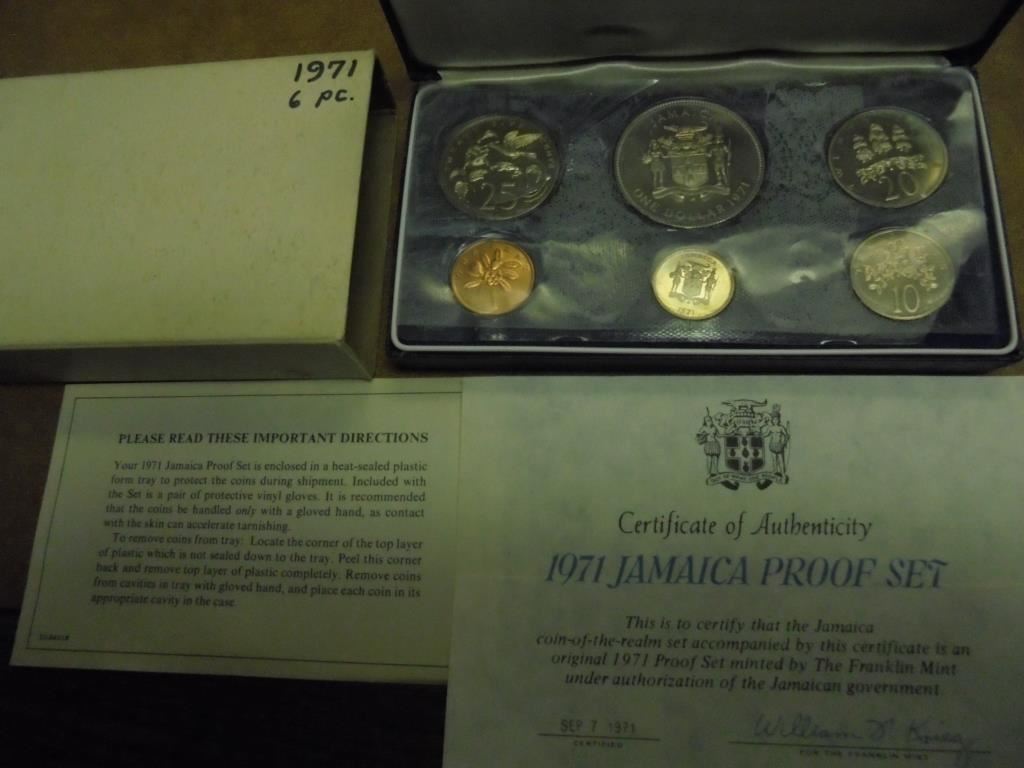 1971
6 PC.
25
JAMAICA
ONE DOLLAR 1971
20
1971
10
PLEASE READ THESE IMPORTANT DIRECTIONS
Your 1971 Jamaica Proof Set is enclosed in a heat-sealed plastic
form tray to protect the coins during shipment. Included with
the Set is a pair of protective vinyl gloves. It is recommended
that the coins be handled only with a gloved hand, as contact
with the skin can accelerate tarnishing.
To remove coins from tray: Locate the corner of the top layer
of plastic which is not sealed down to the tray. Peel this corner
back and remove top layer of plastic completely. Remove coins
from cavities in tray with gloved hand, and place each coin in its
appropriate cavity in the case.
Certificate of Authenticity
1971 JAMAICA PROOF SET
This is to certify that the Jamaica
coin-of-the-realm set accompanied by this certificate is an
original 1971 Proof Set minted by The Franklin Mint
under authorization of the Jamaican government.
SEP 7 1971
CERTIFIED
William
FOR THE FRANKLIN MINT